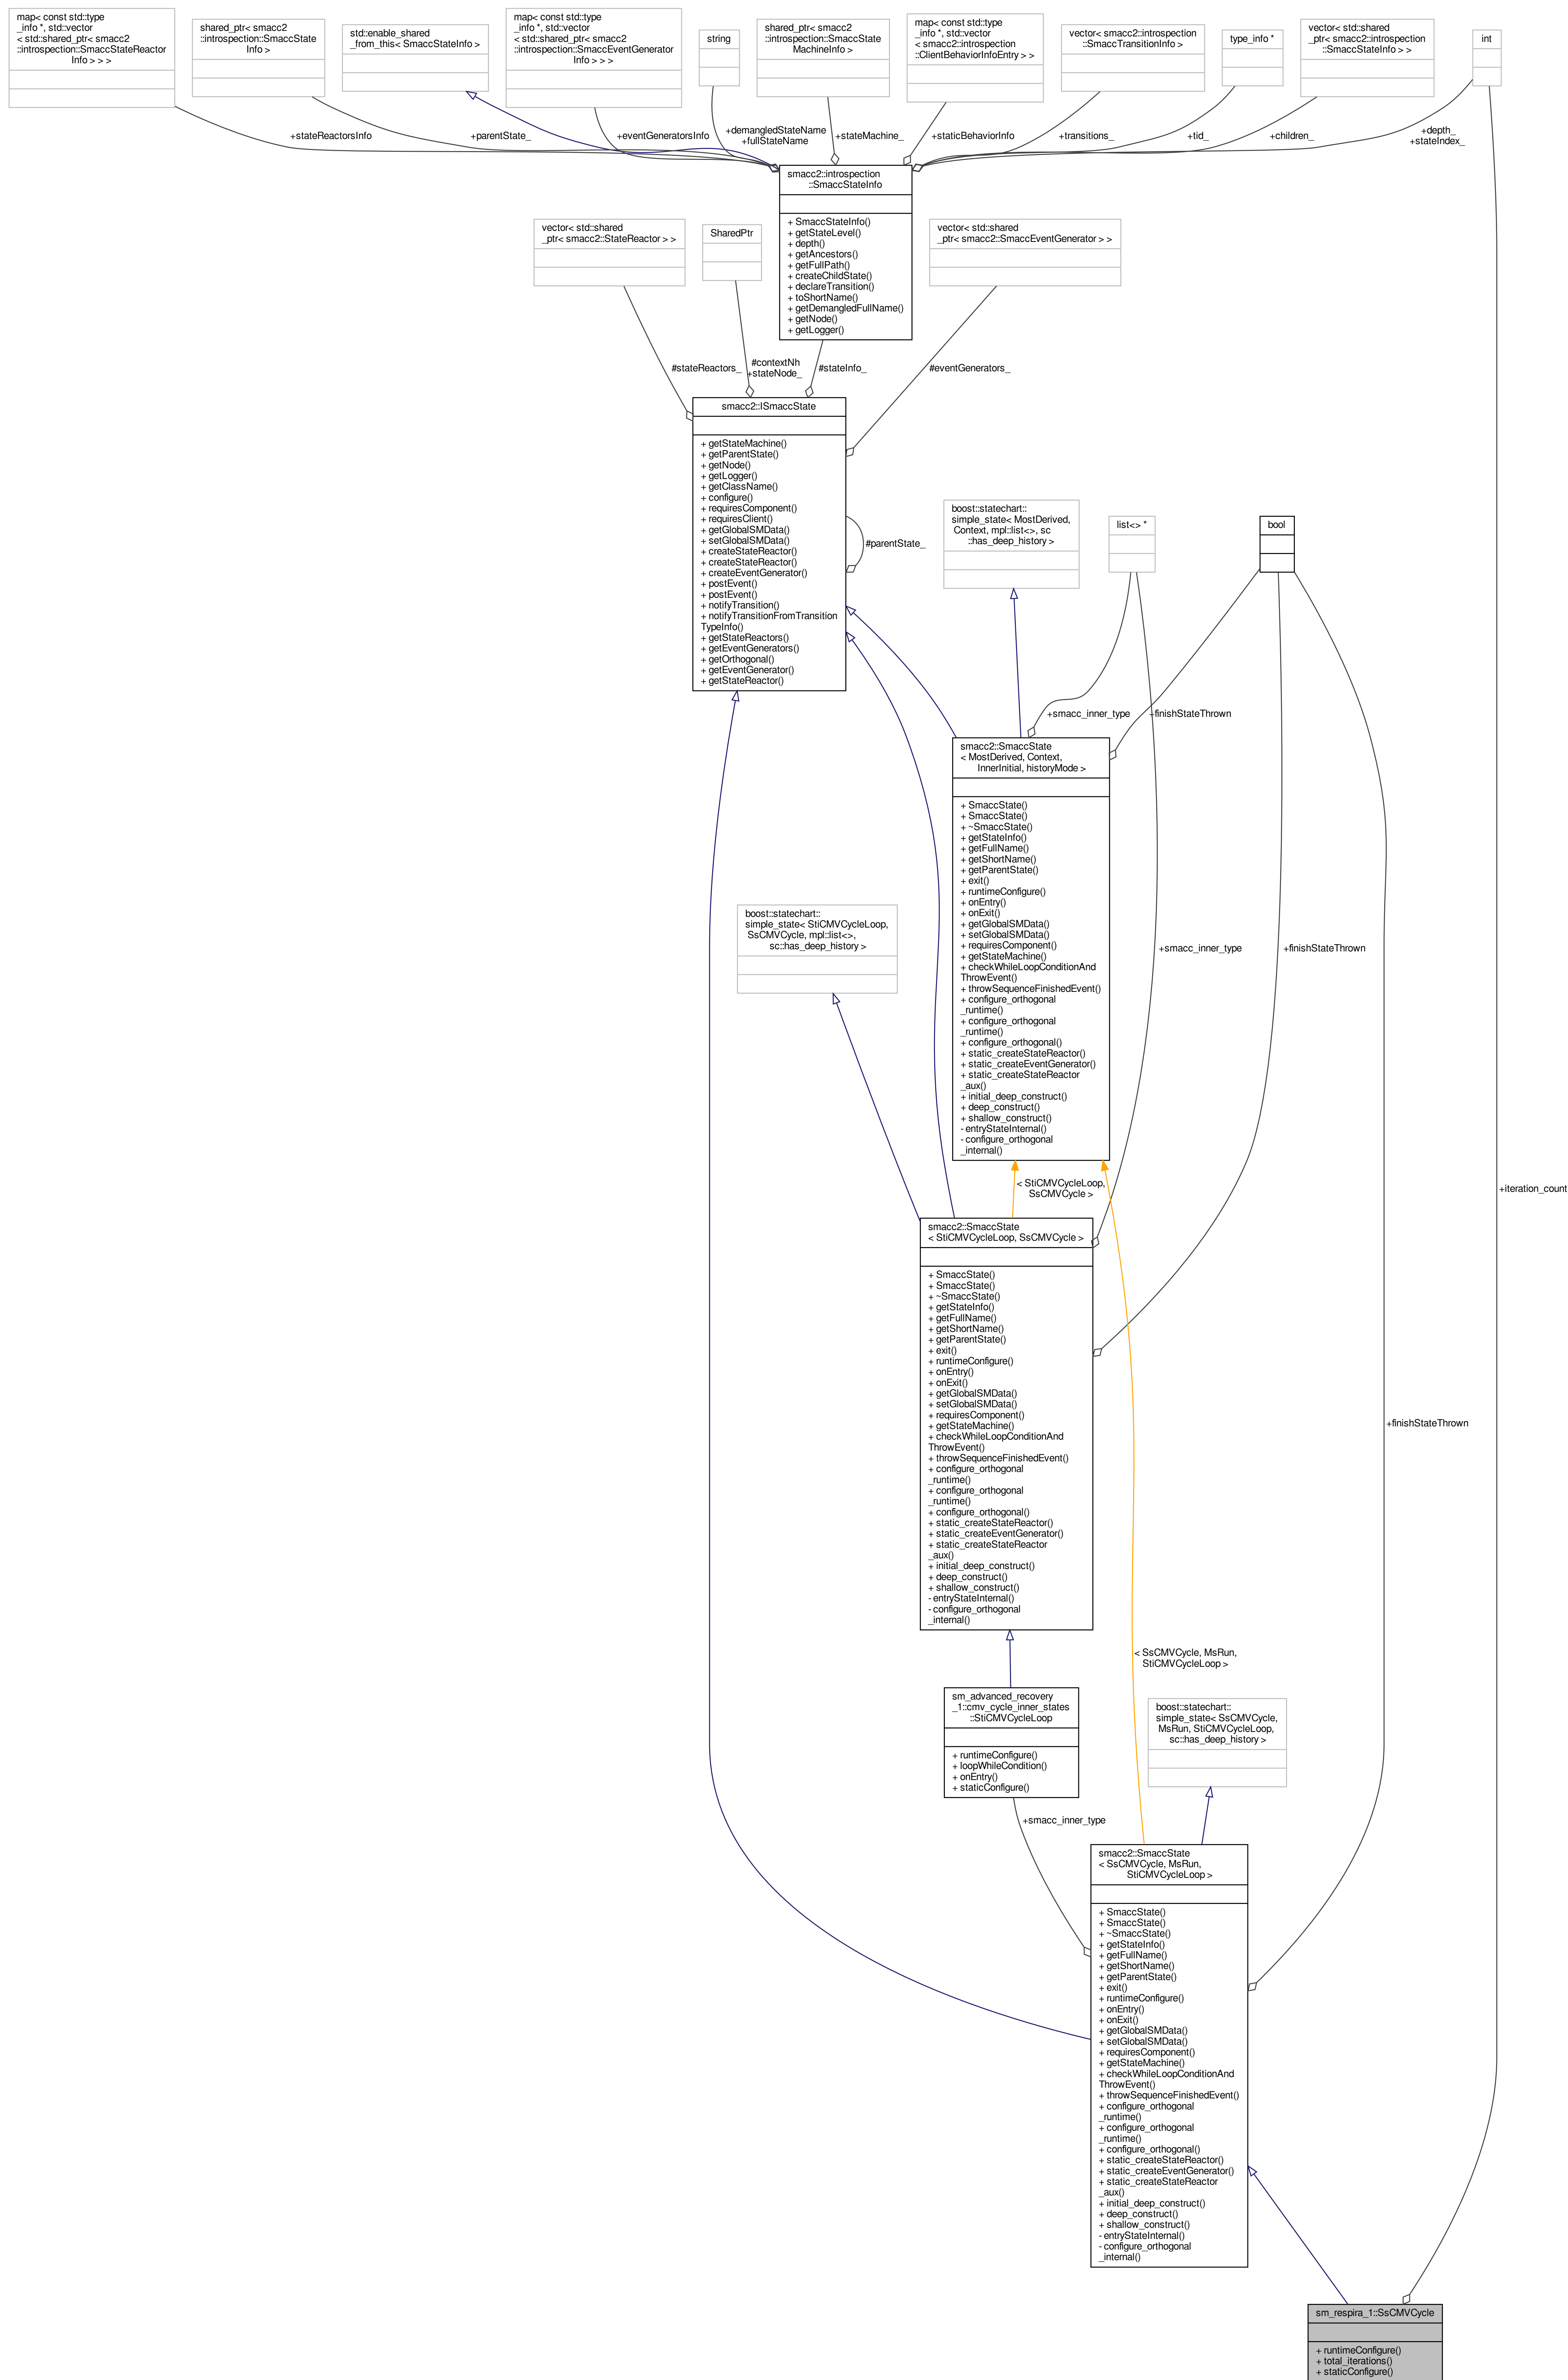 map< const std::type
_info *, std::vector
< std::shared_ptr< smacc2
::introspection::SmaccStateReactor
Info > > >
shared_ptr< smacc2
::introspection::SmaccState
Info >
std::enable_shared
_from_this< SmaccStateInfo >
map< const std::type
_info *, std::vector
< std::shared_ptr< smacc2
::introspection::SmaccEventGenerator
Info > > >
string
shared_ptr< smacc2
::introspection::SmaccState
MachineInfo >
map< const std::type
_info *, std::vector
< smacc2::introspection
::ClientBehaviorInfoEntry > >
vector< smacc2::introspection
::SmaccTransitionInfo >
type_info *
vector< std::shared
_ptr< smacc2::introspection
::SmaccStateInfo > >
int
+stateReactorsInfo
+parentState_
+eventGeneratorsInfo
+demangledStateName
+fullStateName
+stateMachine_
+staticBehaviorInfo
+transitions_
+tid_
+children_
+depth_
+stateIndex_
smacc2::introspection
::SmaccStateInfo
+ SmaccStateInfo()
+ getStateLevel()
+ depth()
+ getAncestors()
+ getFullPath()
+ createChildState()
+ declareTransition()
+ toShortName()
+ getDemangledFullName()
+ getNode()
+ getLogger()
vector< std::shared
_ptr< smacc2::StateReactor > >
SharedPtr
vector< std::shared
_ptr< smacc2::SmaccEventGenerator > >
#stateReactors_
#contextNh
+stateNode_
#stateInfo_
#eventGenerators_
smacc2::ISmaccState
+ getStateMachine()
+ getParentState()
+ getNode()
+ getLogger()
+ getClassName()
+ configure()
+ requiresComponent()
+ requiresClient()
+ getGlobalSMData()
+ setGlobalSMData()
+ createStateReactor()
+ createStateReactor()
+ createEventGenerator()
+ postEvent()
+ postEvent()
+ notifyTransition()
+ notifyTransitionFromTransition
TypeInfo()
+ getStateReactors()
+ getEventGenerators()
+ getOrthogonal()
+ getEventGenerator()
+ getStateReactor()
#parentState_
boost::statechart::
simple_state< MostDerived,
Context, mpl::list<>, sc
::has_deep_history >
list<> *
bool
+smacc_inner_type
+finishStateThrown
smacc2::SmaccState
< MostDerived, Context,
InnerInitial, historyMode >
+ SmaccState()
+ SmaccState()
+ ~SmaccState()
+ getStateInfo()
+ getFullName()
+ getShortName()
+ getParentState()
+ exit()
+ runtimeConfigure()
+ onEntry()
+ onExit()
+ getGlobalSMData()
+ setGlobalSMData()
+ requiresComponent()
+ getStateMachine()
+ checkWhileLoopConditionAnd
ThrowEvent()
+ throwSequenceFinishedEvent()
+ configure_orthogonal
_runtime()
+ configure_orthogonal
_runtime()
+ configure_orthogonal()
+ static_createStateReactor()
+ static_createEventGenerator()
+ static_createStateReactor
_aux()
+ initial_deep_construct()
+ deep_construct()
+ shallow_construct()
- entryStateInternal()
- configure_orthogonal
_internal()
boost::statechart::
simple_state< StiCMVCycleLoop,
SsCMVCycle, mpl::list<>,
sc::has_deep_history >
+smacc_inner_type
+finishStateThrown
< StiCMVCycleLoop,
SsCMVCycle >
+iteration_count
smacc2::SmaccState
< StiCMVCycleLoop, SsCMVCycle >
+ SmaccState()
+ SmaccState()
+ ~SmaccState()
+ getStateInfo()
+ getFullName()
+ getShortName()
+ getParentState()
+ exit()
+ runtimeConfigure()
+ onEntry()
+ onExit()
+ getGlobalSMData()
+ setGlobalSMData()
+ requiresComponent()
+ getStateMachine()
+ checkWhileLoopConditionAnd
ThrowEvent()
+ throwSequenceFinishedEvent()
+ configure_orthogonal
_runtime()
+ configure_orthogonal
_runtime()
+ configure_orthogonal()
+ static_createStateReactor()
+ static_createEventGenerator()
+ static_createStateReactor
_aux()
+ initial_deep_construct()
+ deep_construct()
+ shallow_construct()
- entryStateInternal()
- configure_orthogonal
_internal()
+finishStateThrown
< SsCMVCycle, MsRun,
StiCMVCycleLoop >
sm_advanced_recovery
_1::cmv_cycle_inner_states
::StiCMVCycleLoop
+ runtimeConfigure()
+ loopWhileCondition()
+ onEntry()
+ staticConfigure()
boost::statechart::
simple_state< SsCMVCycle,
MsRun, StiCMVCycleLoop,
sc::has_deep_history >
+smacc_inner_type
smacc2::SmaccState
< SsCMVCycle, MsRun,
StiCMVCycleLoop >
+ SmaccState()
+ SmaccState()
+ ~SmaccState()
+ getStateInfo()
+ getFullName()
+ getShortName()
+ getParentState()
+ exit()
+ runtimeConfigure()
+ onEntry()
+ onExit()
+ getGlobalSMData()
+ setGlobalSMData()
+ requiresComponent()
+ getStateMachine()
+ checkWhileLoopConditionAnd
ThrowEvent()
+ throwSequenceFinishedEvent()
+ configure_orthogonal
_runtime()
+ configure_orthogonal
_runtime()
+ configure_orthogonal()
+ static_createStateReactor()
+ static_createEventGenerator()
+ static_createStateReactor
_aux()
+ initial_deep_construct()
+ deep_construct()
+ shallow_construct()
- entryStateInternal()
- configure_orthogonal
_internal()
sm_respira_1::SsCMVCycle
+ runtimeConfigure()
+ total_iterations()
+ staticConfigure()